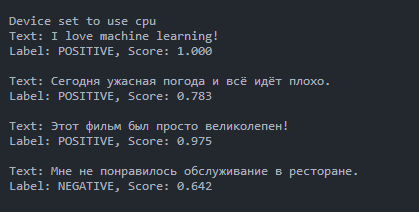 Device set to use cpu
Text: I love machine learning!
Label: POSITIVE, Score: 1.000
Text: Сегодня ужасная погода и всё идёт плохо.
Label: POSITIVE, Score: 0.783
Text: Этот фильм был просто великолепен!
Label: POSITIVE, Score: 0.975
Text: Мне не понравилось обслуживание в ресторане.
Label: NEGATIVE, Score: 0.642